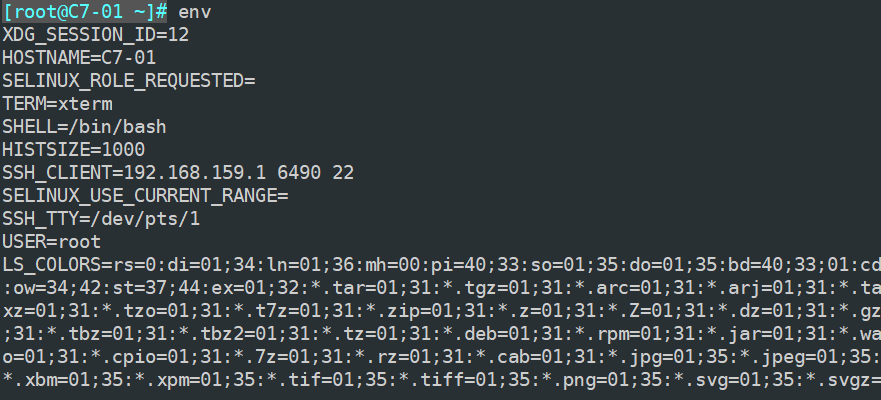 [root@C7-01 ~]# env
XDG_SESSION_ID=12
HOSTNAME=C7-01
SELINUX_ROLE_REQUESTED=
TERM=xterm
SHELL=/bin/bash
HISTSIZE=1000
SSH_CLIENT=192.168.159.1 6490 22
SELINUX_USE_CURRENT_RANGE=
SSH_TTY=/dev/pts/1
USER=root
LS_COLORS=rs=0:di=01;34:ln=01;36:mh=00:pi=40;33:so=01;35:do=01;35:bd=40;33;01:cd
:ow=34;42:st=37;44:ex=01;32:*.tar=01;31:*.tgz=01;31:*.arc=01;31:*.arj=01;31:*.ta
xz=01;31:*.tzo=01;31:*.t7z=01;31:*.zip=01;31:*.z=01;31:*.Z=01;31:*.dz=01;31:*.gz
;31:*.tbz=01;31:*.tbz2=01;31:*.tz=01;31:*.deb=01;31:*.rpm=01;31:*.jar=01;31:*.wa
o=01;31:*.cpio=01;31:*.7z=01;31:*.rz=01;31:*.cab=01;31:*.jpg=01;35:*.jpeg=01;35:
*.xbm=01;35:*.xpm=01;35:*.tif=01;35:*.tiff=01;35:*.png=01;35:*.svg=01;35:*.svgz=